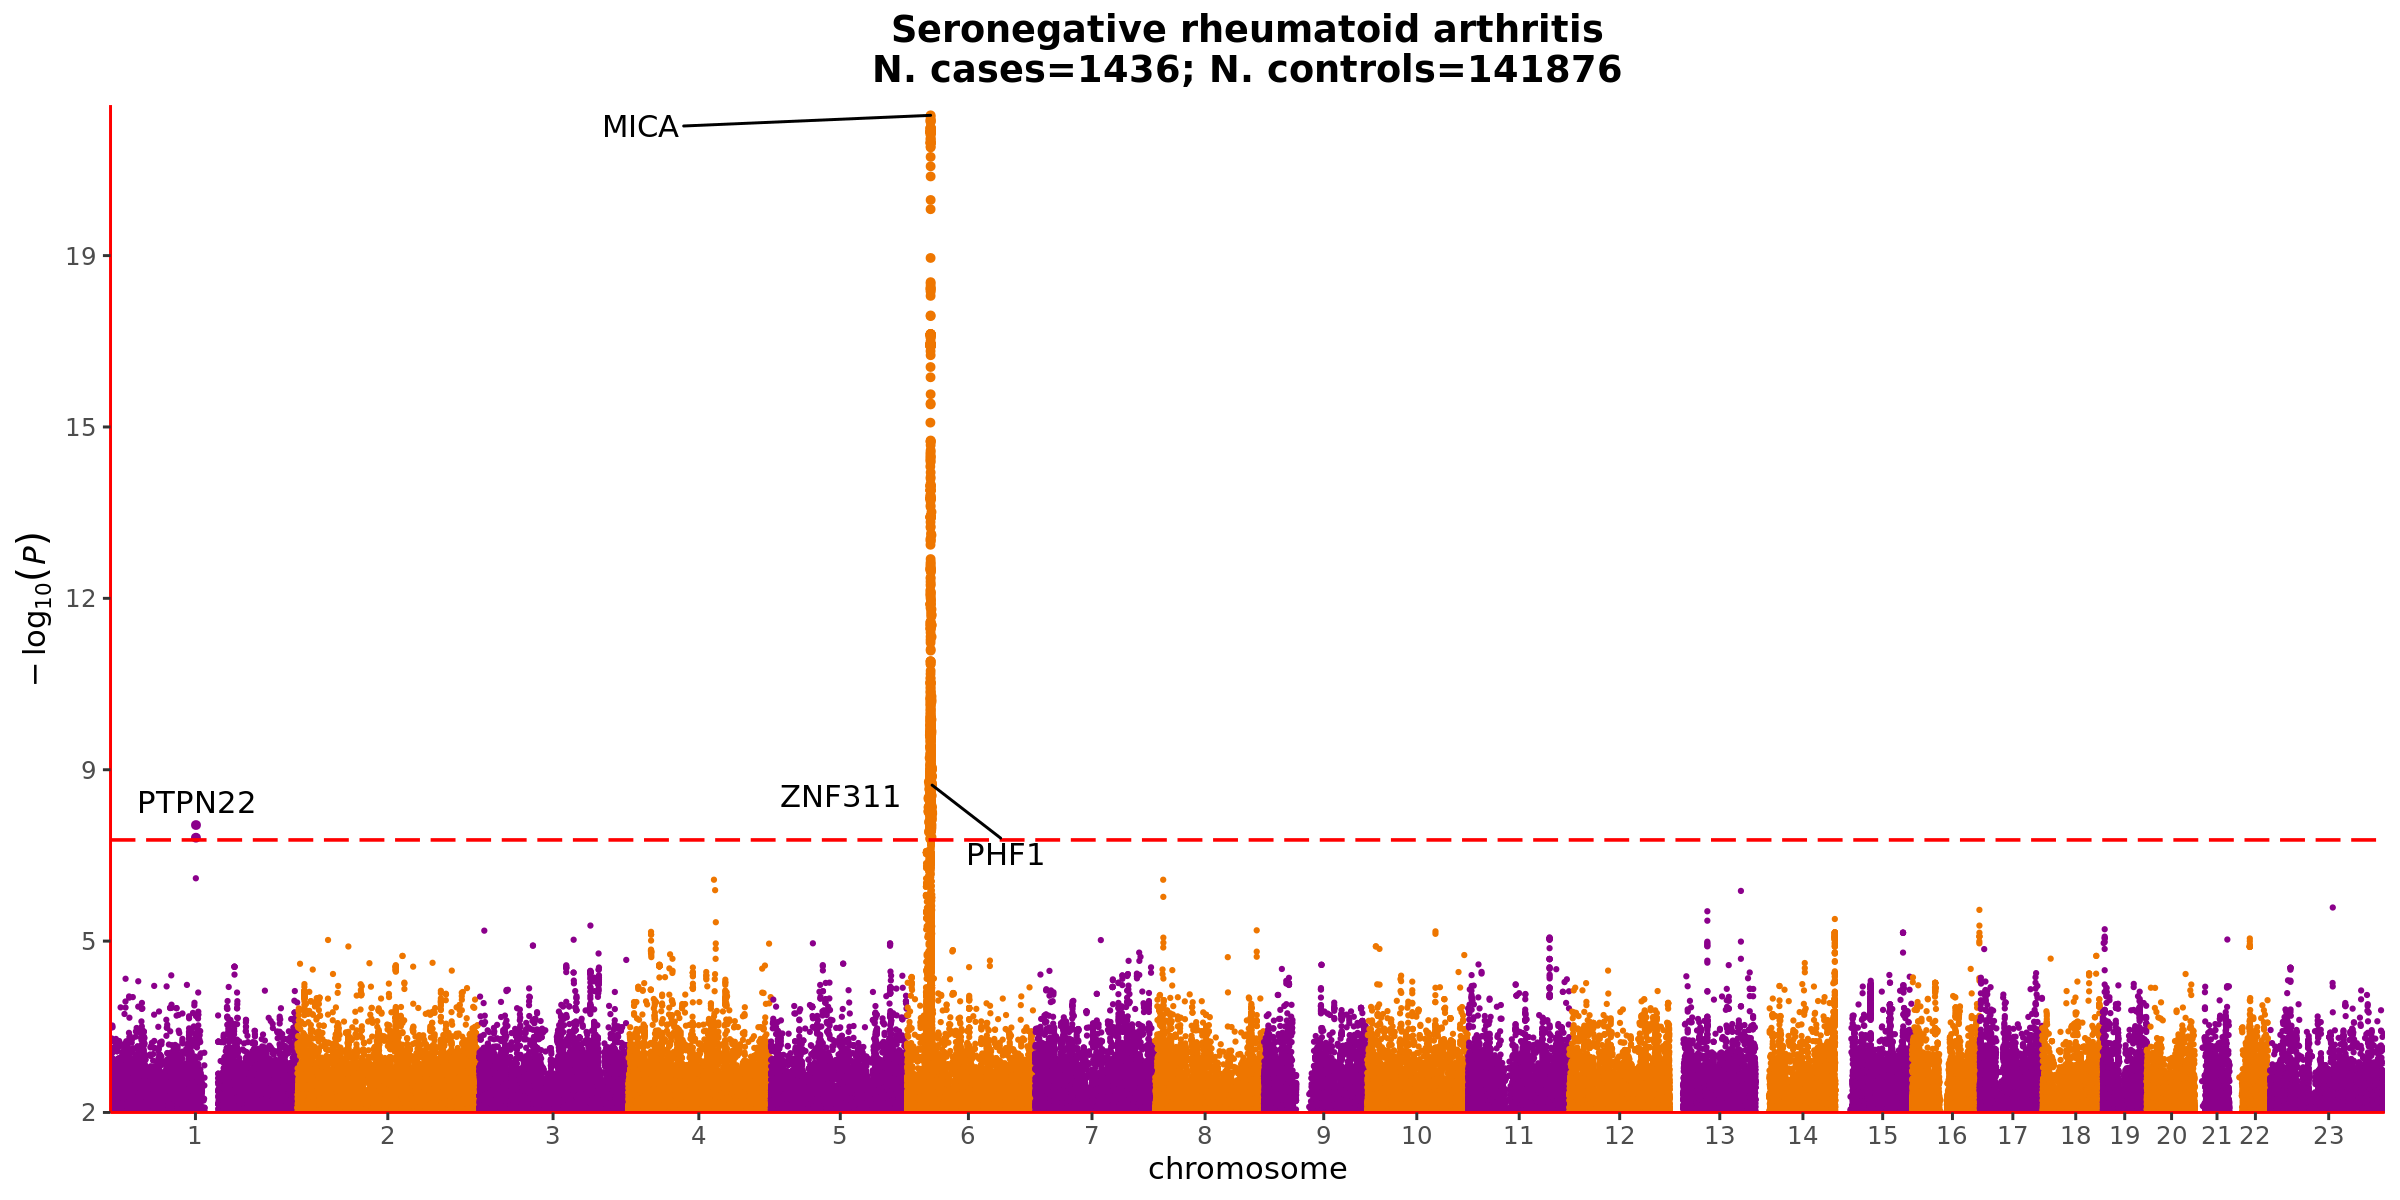 Seronegative rheumatoid arthritis
N. cases=1436; N. controls=141876
MICA
19
15
12
9
5
2
−log10(P)
PTPN22
ZNF311
PHF1
1 2 3 4 5 6 7 8 9 10 11 12 13 14 15 16 17 18 19 20 21 22 23
chromosome